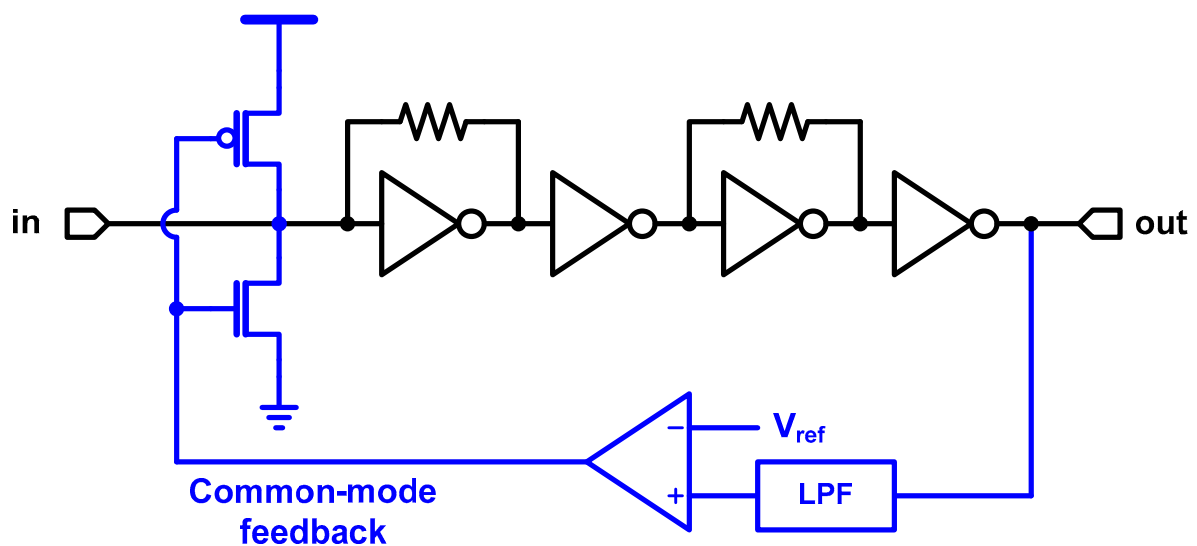 in
out
−
V_ref
+
LPF
Common-mode
feedback